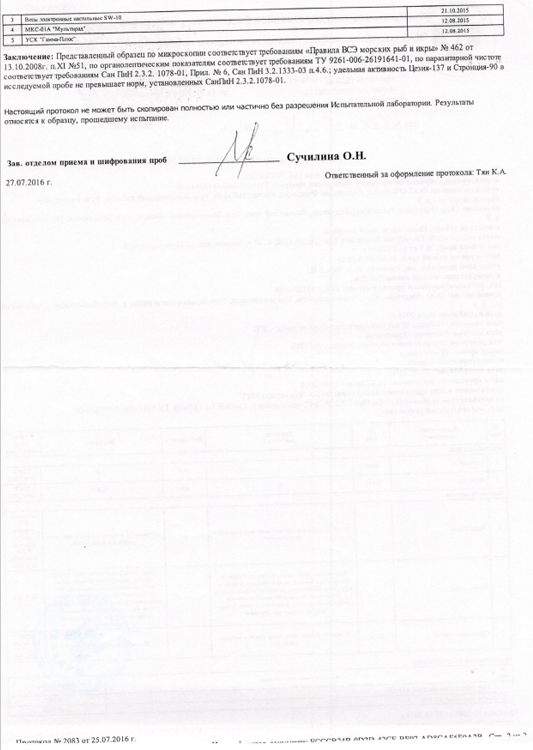 3 Весы электронные настольные SW-10 21.10.2015
4 МКС-01А "Мультирад" 12.08.2015
5 УСК "Гамма-Плюс" 12.08.2015
Заключение: Представленный образец по микроскопии соответствует требованиям «Правила ВСЭ морских рыб и икры» № 462 от
13.10.2008г. п.XI №51, по органолептическим показателям соответствует требованиям ТУ 9261-006-26191641-01, по паразитарной чистоте
соответствует требованиям Сан ПиН 2.3.2. 1078-01, Прил. № 6, Сан ПиН 3.2.1333-03 п.4.6.; удельная активность Цезия-137 и Стронция-90 в
исследуемой пробе не превышает норм, установленных СанПиН 2.3.2.1078-01.
Настоящий протокол не может быть скопирован полностью или частично без разрешения Испытательной лаборатории. Результаты
относятся к образцу, прошедшему испытание.
Зав. отделом приема и шифрования проб Сучилина О.Н.
27.07.2016 г. Ответственный за оформление протокола: Тян К.А.
Протокол № 2083 от 25.07.2016 г.